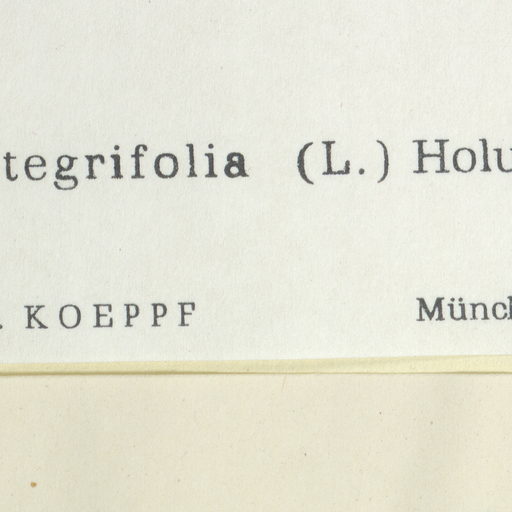 tegrifolia (L.) Holu
. KOEPPF Münch